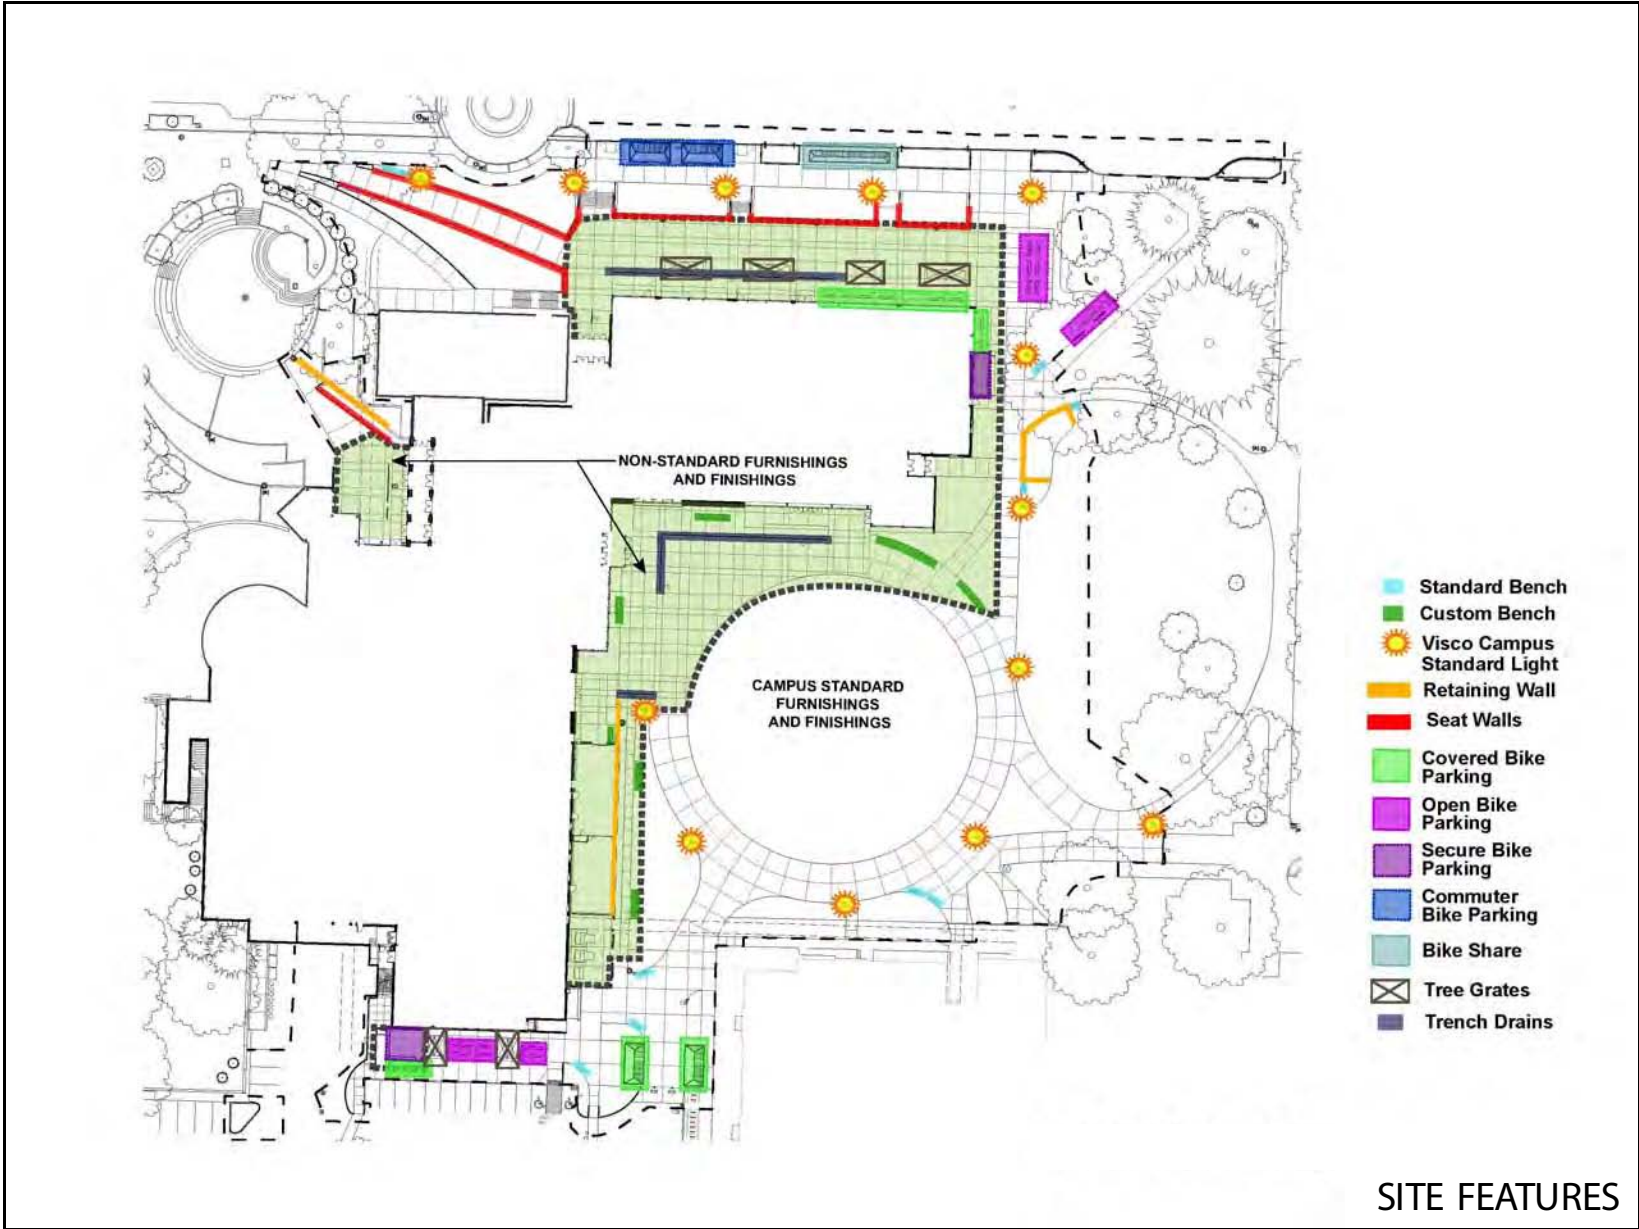 NON-STANDARD FURNISHINGS
AND FINISHINGS
CAMPUS STANDARD
FURNISHINGS
AND FINISHINGS
Standard Bench
Custom Bench
Visco Campus
Standard Light
Retaining Wall
Seat Walls
Covered Bike
Parking
Open Bike
Parking
Secure Bike
Parking
Commuter
Bike Parking
Bike Share
Tree Grates
Trench Drains
SITE FEATURES